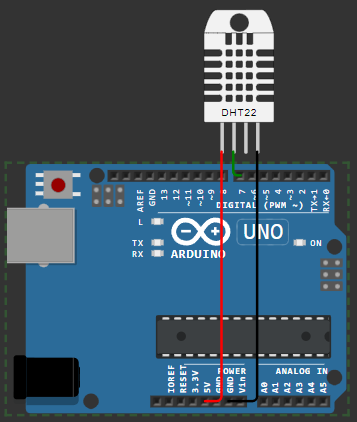 DHT22
AREF
GND
13
12
~11
~10
~9
8
7
~6
~5
4
~3
2
TX→1
RX←0
DIGITAL (PWM ~)
L
TX
RX
UNO
ON
ARDUINO
IOREF
RESET
3.3V
5V
GND
GND
Vin
POWER
ANALOG IN
A0
A1
A2
A3
A4
A5